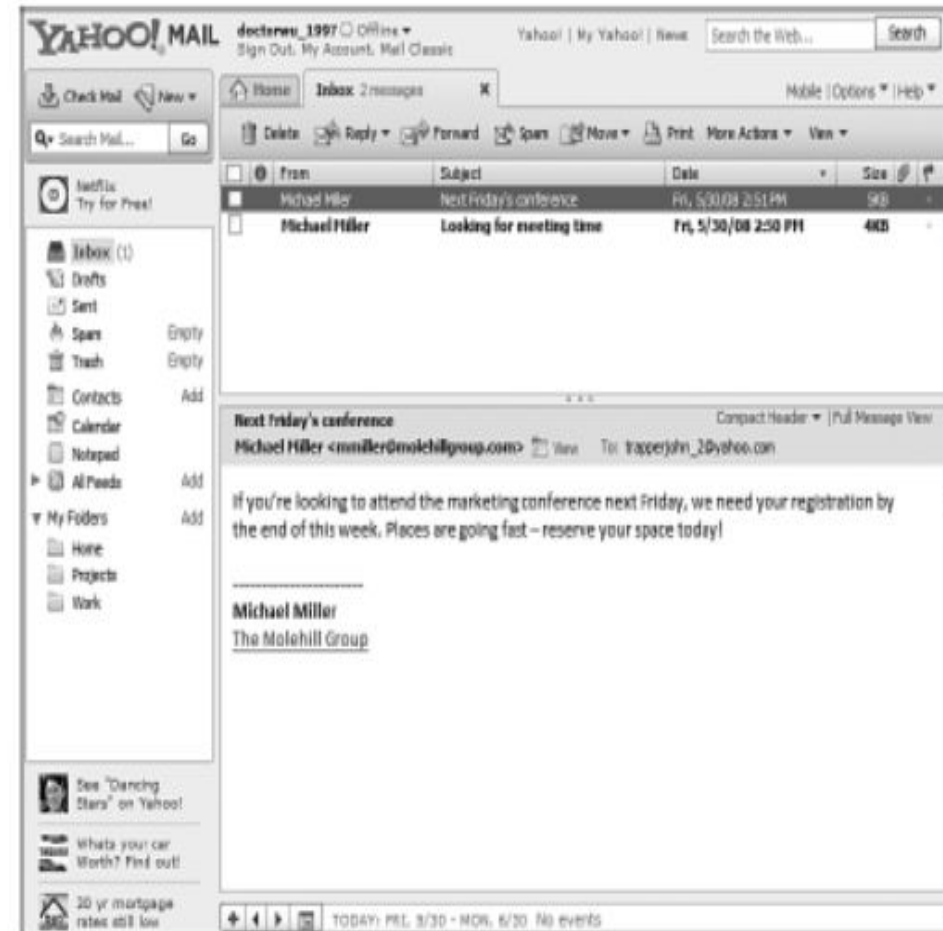 YAHOO! MAIL
docterwu_1997 Offline
Sign Out, My Account, Mail Classic
Yahoo! | My Yahoo! | News
Search the Web...
Search
Check Mail New
Search Mail... Go
Netflix
Try for Free!
Inbox (1)
Drafts
Sent
Spam Empty
Trash Empty
Contacts Add
Calendar
Notepad
All Feeds Add
My Folders Add
Home
Projects
Work
See "Dancing
Stars" on Yahoo!
Whats your car
Worth? Find out!
30 yr mortgage
rates still low
Home Inbox 2 messages
Mobile | Options | Help
Delete Reply Forward Spam Move Print More Actions View
From Subject Date Size
Michael Miller Next Friday's conference Fri, 5/30/08 2:51 PM 5KB
Michael Miller Looking for meeting time Fri, 5/30/08 2:50 PM 4KB
Next Friday's conference Compact Header | Full Message View
Michael Miller <mmiller@molehillgroup.com> View To: trapperjohn_2@yahoo.com
If you're looking to attend the marketing conference next Friday, we need your registration by
the end of this week. Places are going fast – reserve your space today!
-----------------------
Michael Miller
The Molehill Group
TODAY: FRI, 5/30 - MON, 6/30 No events